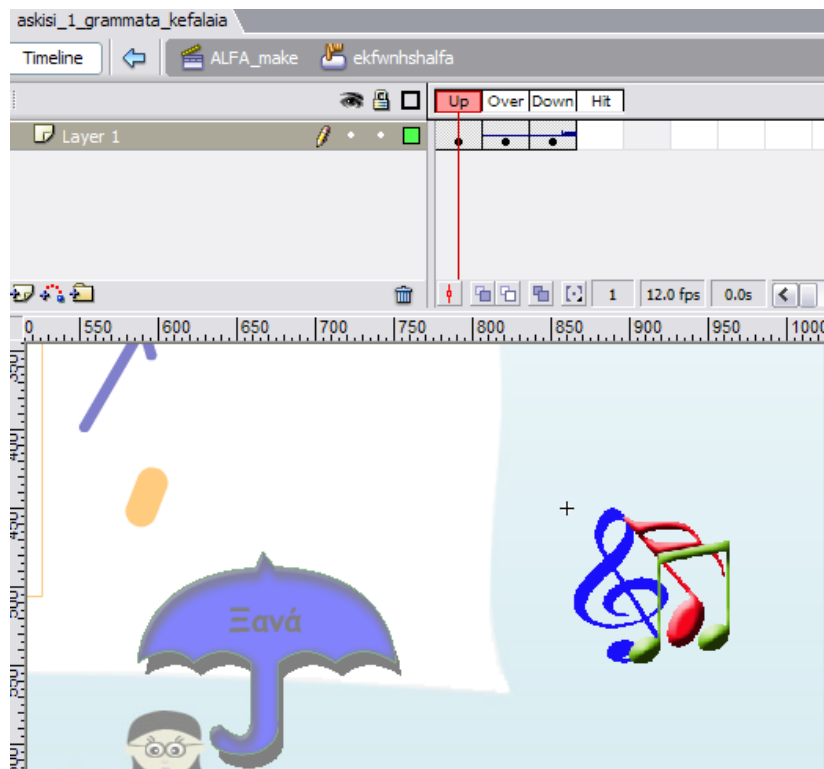 askisi_1_grammata_kefalaia
Timeline ALFA_make ekfwnhshalfa
Up Over Down Hit
Layer 1
1 12.0 fps 0.0s
550 600 650 700 750 800 850 900 950 1000
Ξανά